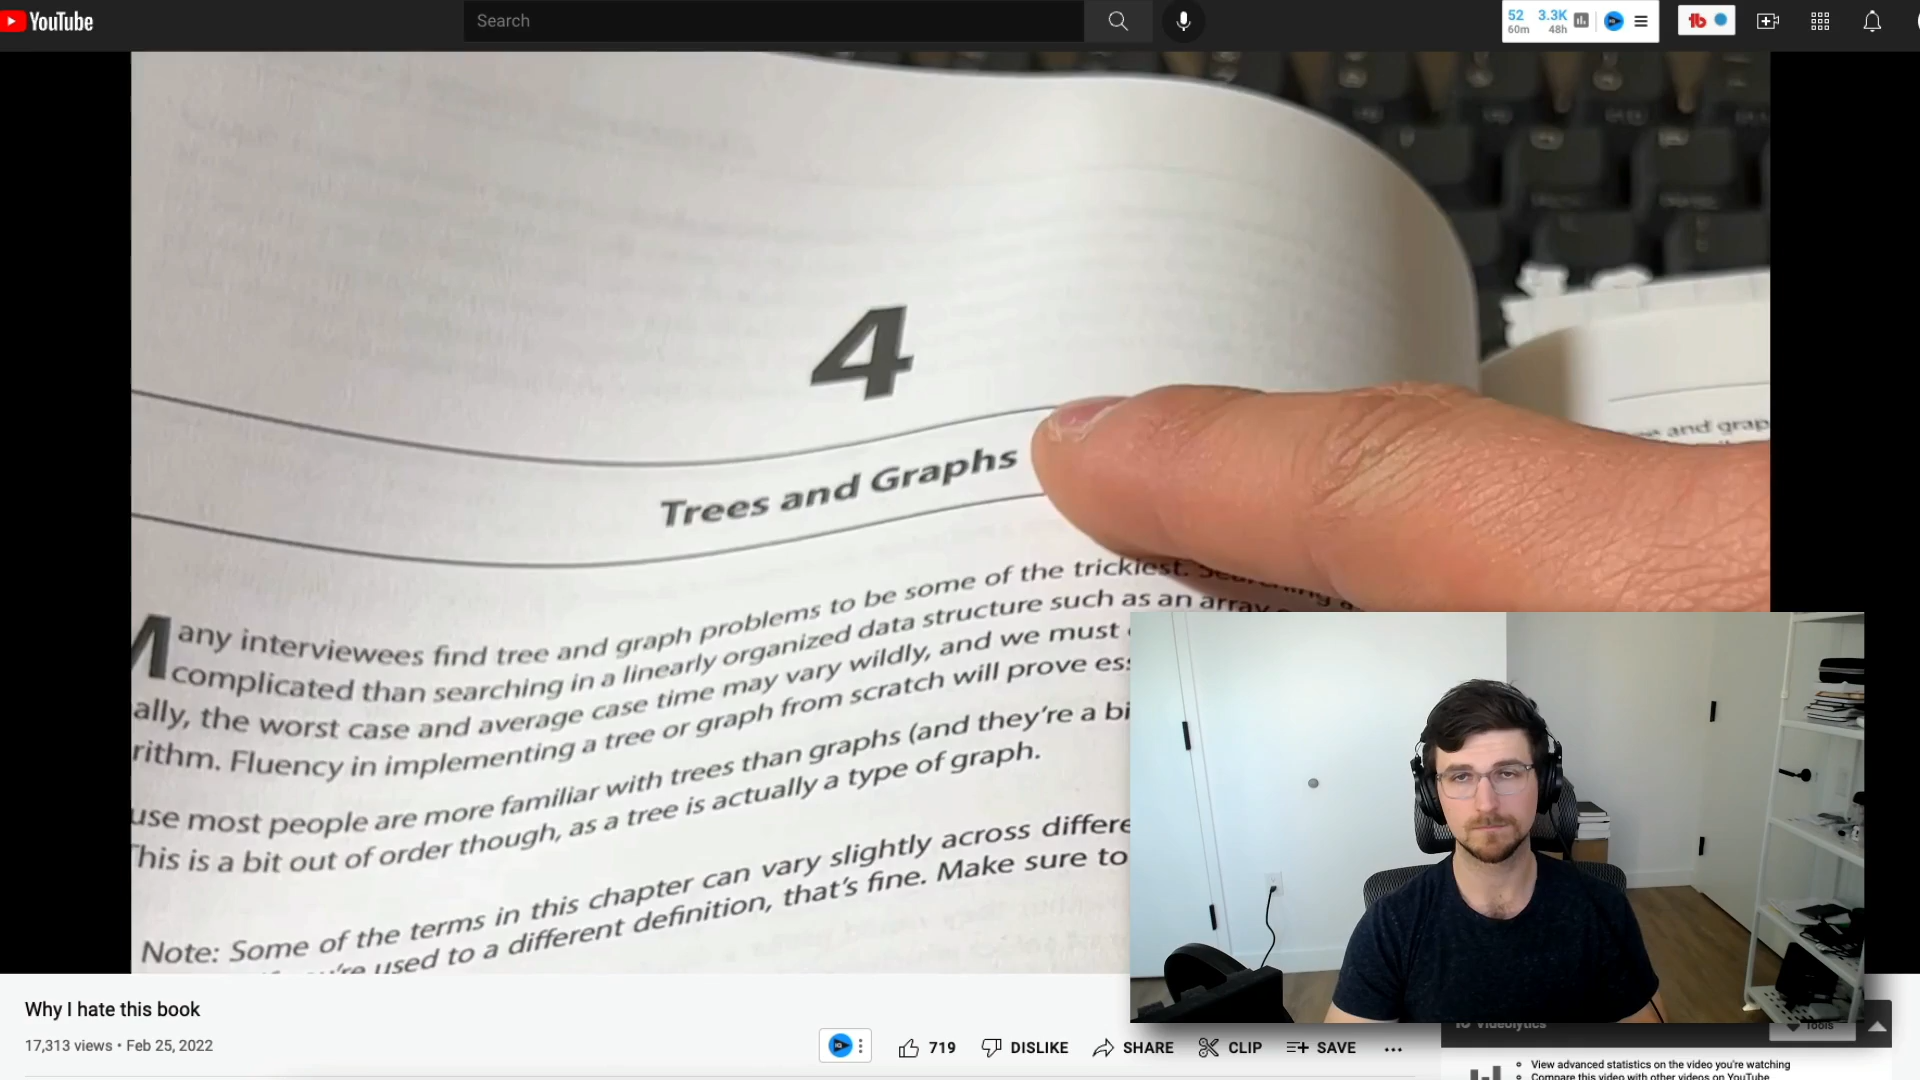 YouTube
Search
52 3.3K
60m 48h
4
Trees and Graphs
Many interviewees find tree and graph problems to be some of the trickiest.
complicated than searching in a linearly organized data structure such as an array
ally, the worst case and average case time may vary wildly, and we must
rithm. Fluency in implementing a tree or graph from scratch will prove ess
use most people are more familiar with trees than graphs (and they're a bi
This is a bit out of order though, as a tree is actually a type of graph.
Note: Some of the terms in this chapter can vary slightly across differe
you're used to a different definition, that's fine. Make sure to
and grap
Why I hate this book
17,313 views • Feb 25, 2022
719 DISLIKE SHARE CLIP SAVE ...
Videolytics
Tools
View advanced statistics on the video you're watching
Compare this video with other videos on YouTube